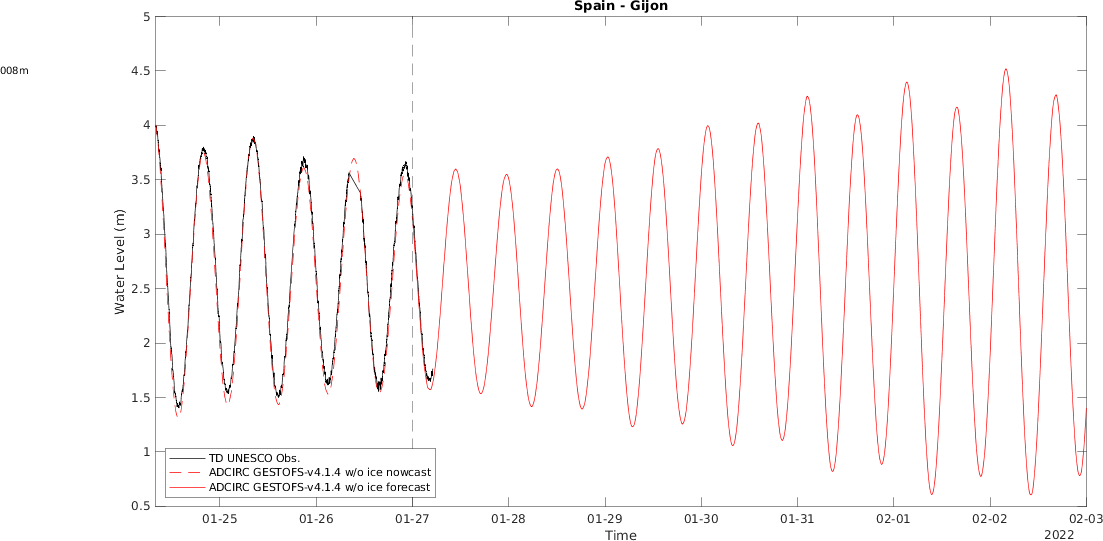 Spain - Gijon
008m
5
4.5
4
3.5
3
2.5
2
1.5
1
0.5
Water Level (m)
TD UNESCO Obs.
ADCIRC GESTOFS-v4.1.4 w/o ice nowcast
ADCIRC GESTOFS-v4.1.4 w/o ice forecast
01-25 01-26 01-27 01-28 01-29 01-30 01-31 02-01 02-02 02-03
Time
2022